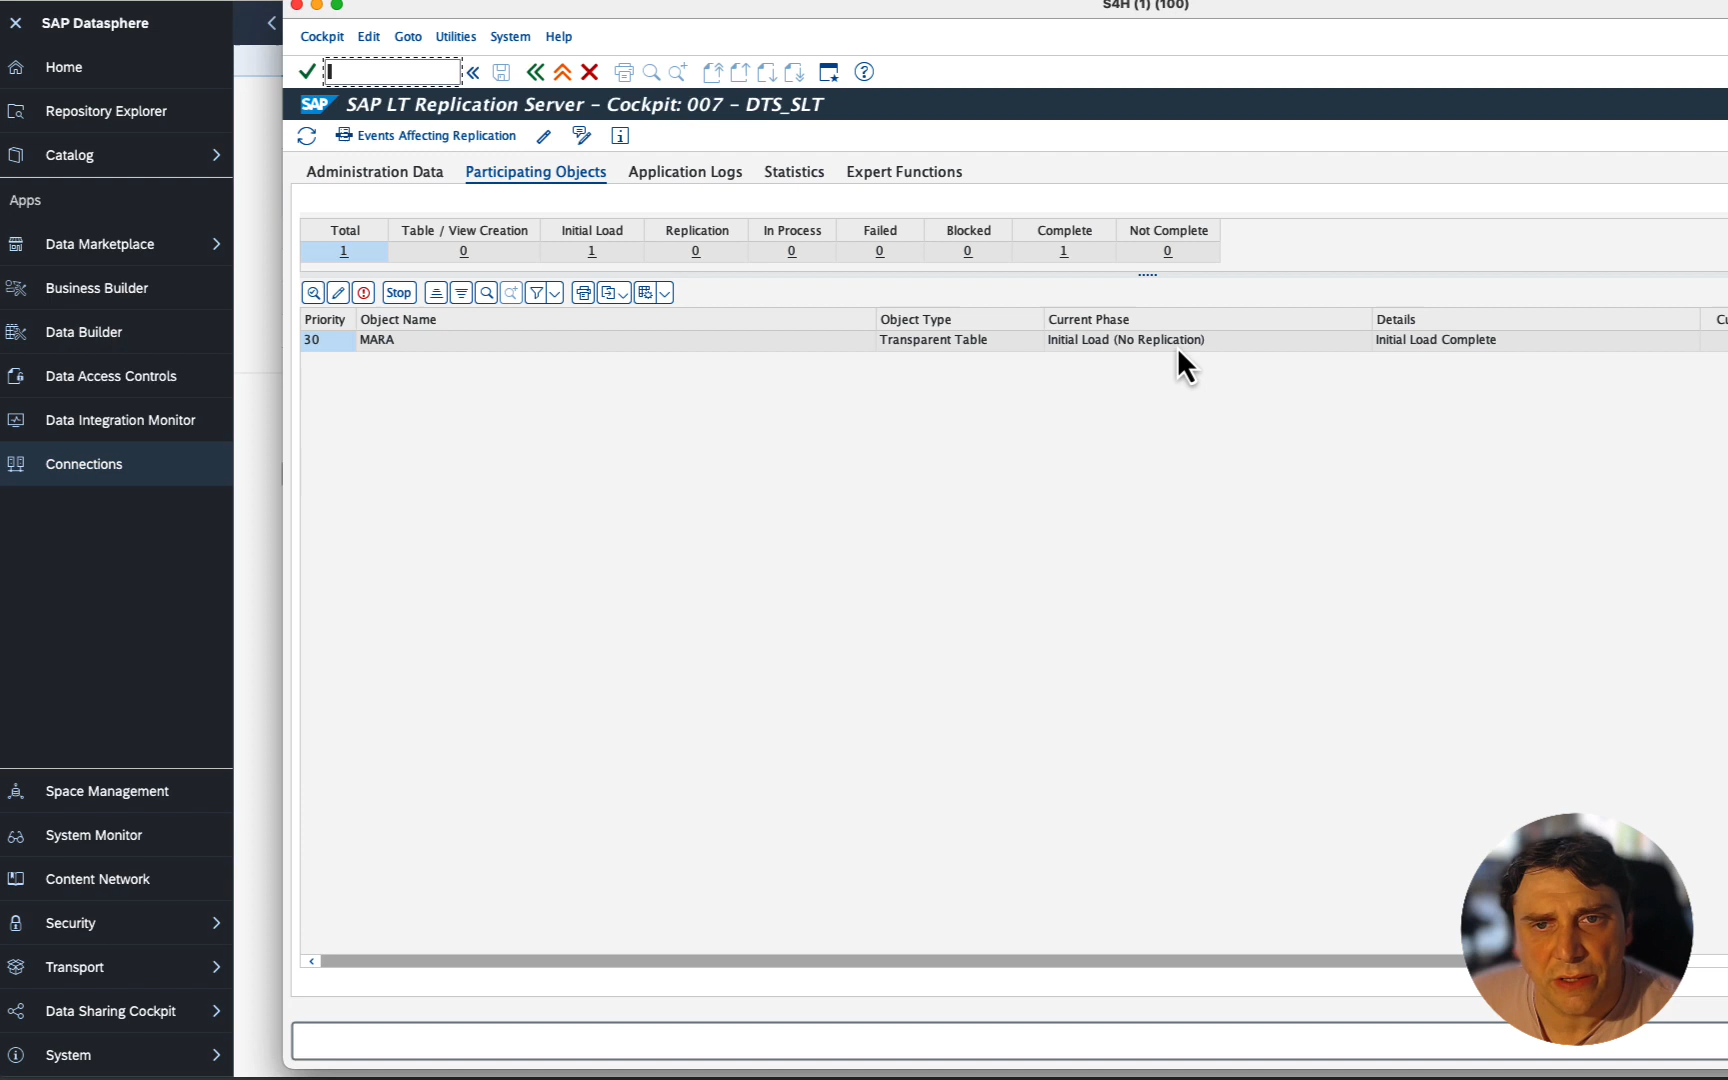 SAP Datasphere
Home
Repository Explorer
Catalog
Apps
Data Marketplace
Business Builder
Data Builder
Data Access Controls
Data Integration Monitor
Connections
Space Management
System Monitor
Content Network
Security
Transport
Data Sharing Cockpit
System
S4H (1) (100)
Cockpit Edit Goto Utilities System Help
SAP SAP LT Replication Server - Cockpit: 007 - DTS_SLT
Events Affecting Replication
Administration Data Participating Objects Application Logs Statistics Expert Functions
Total Table / View Creation Initial Load Replication In Process Failed Blocked Complete Not Complete
1 0 1 0 0 0 0 1 0
Stop
Priority Object Name Object Type Current Phase Details
30 MARA Transparent Table Initial Load (No Replication) Initial Load Complete